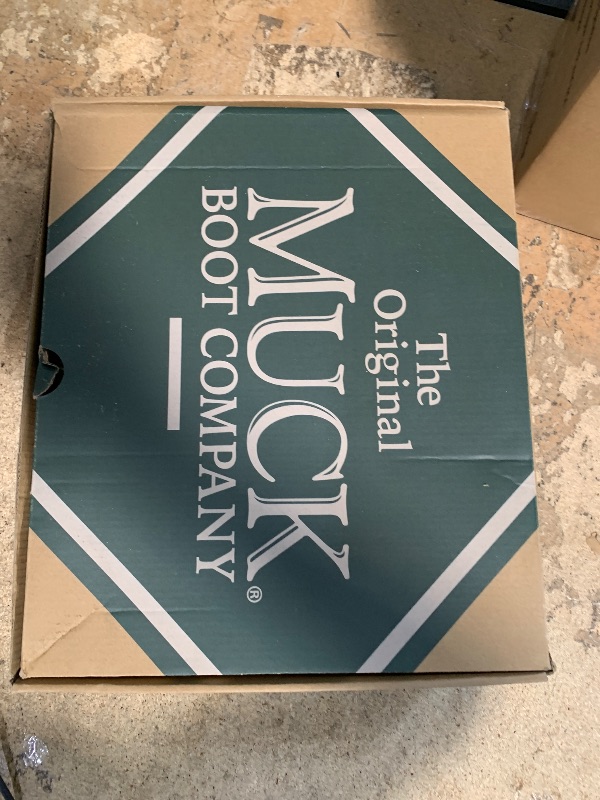 The
Original
MUCK®
BOOT COMPANY